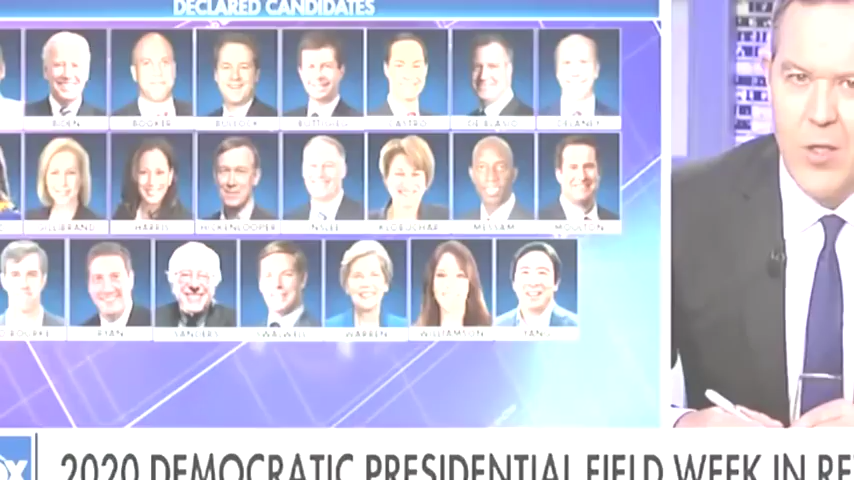 DECLARED CANDIDATES
BIDEN BOOKER BULLOCK BUTTIGIEG CASTRO DE BLASIO DELANEY
GILLIBRAND HARRIS HICKENLOOPER INSLEE KLOBUCHAR MESSAM MOULTON
O'ROURKE RYAN SANDERS SWALWELL WARREN WILLIAMSON YANG
2020 DEMOCRATIC PRESIDENTIAL FIELD WEEK IN RE